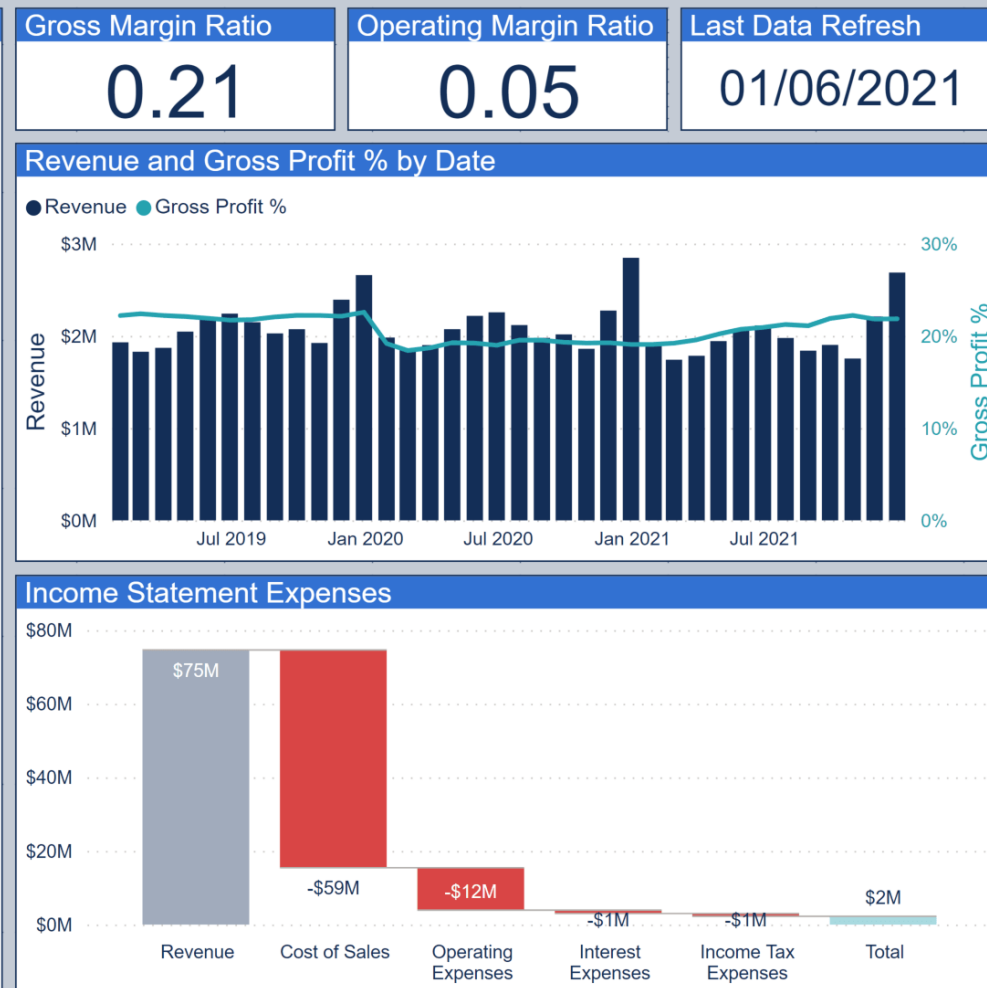 Gross Margin Ratio
0.21
Operating Margin Ratio
0.05
Last Data Refresh
01/06/2021
Revenue and Gross Profit % by Date
Revenue Gross Profit %
$3M
$2M
$1M
$0M
Revenue
30%
20%
10%
0%
Gross Profit %
Jul 2019 Jan 2020 Jul 2020 Jan 2021 Jul 2021
Income Statement Expenses
$80M
$60M
$40M
$20M
$0M
$75M
-$59M
-$12M
-$1M
-$1M
$2M
Revenue
Cost of Sales
Operating
Expenses
Interest
Expenses
Income Tax
Expenses
Total